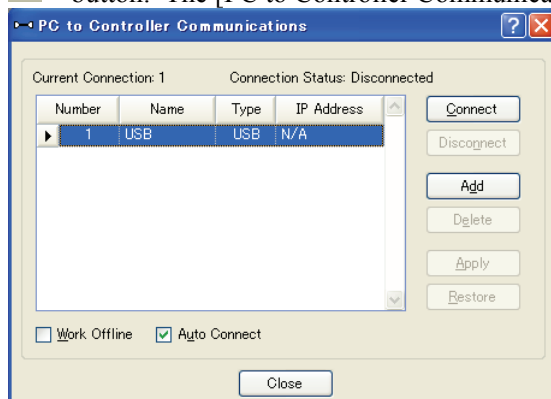 button. The [PC to Controller Communica
PC to Controller Communications
Current Connection: 1 Connection Status: Disconnected
Number Name Type IP Address
1 USB USB N/A
Connect
Disconnect
Add
Delete
Apply
Restore
Work Offline Auto Connect
Close